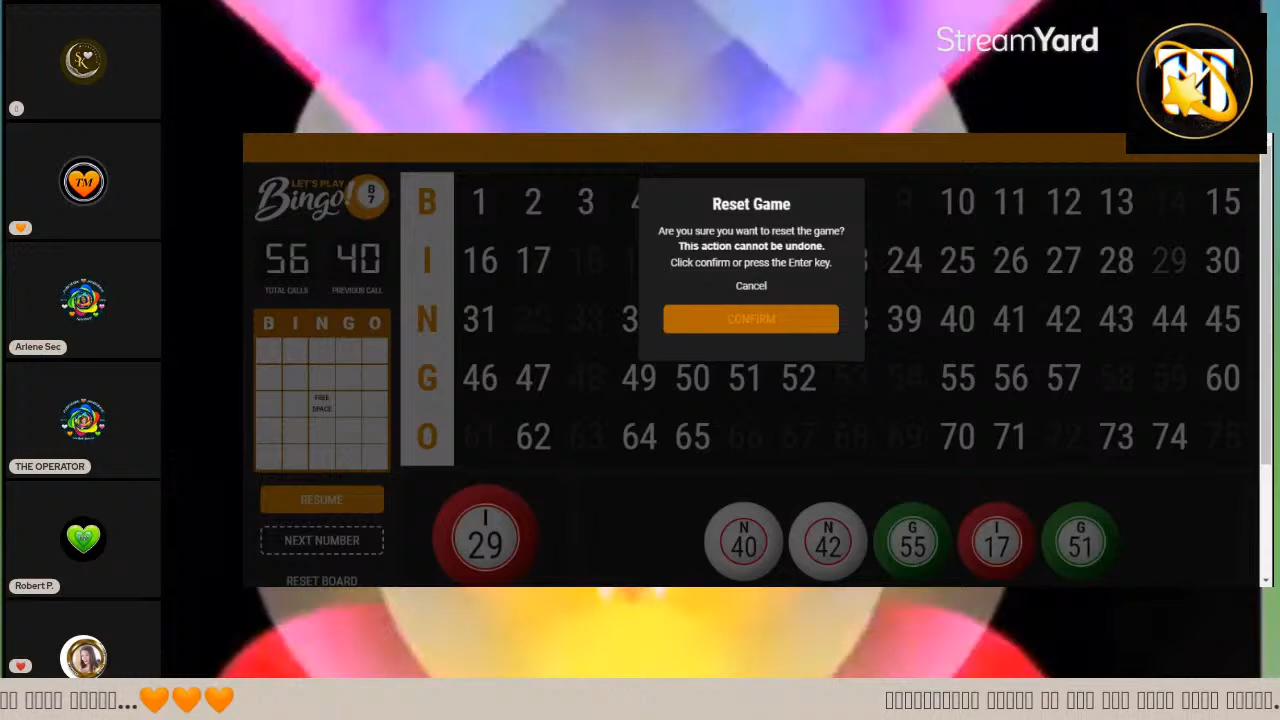 StreamYard
LET'S PLAY
Bingo!
B
7
56 40
TOTAL CALLS PREVIOUS CALL
B I N G O
FREE
SPACE
RESUME
NEXT NUMBER
RESET BOARD
B 1 2 3 10 11 12 13 15
I 16 17 24 25 26 27 28 29 30
N 31 39 40 41 42 43 44 45
G 46 47 49 50 51 52 55 56 57 60
O 62 64 65 70 71 73 74
Reset Game
Are you sure you want to reset the game?
This action cannot be undone.
Click confirm or press the Enter key.
Cancel
CONFIRM
I
29
N
40
N
42
G
55
I
17
G
51
SK
TM
Arlene Sec
THE OPERATOR
Robert P.